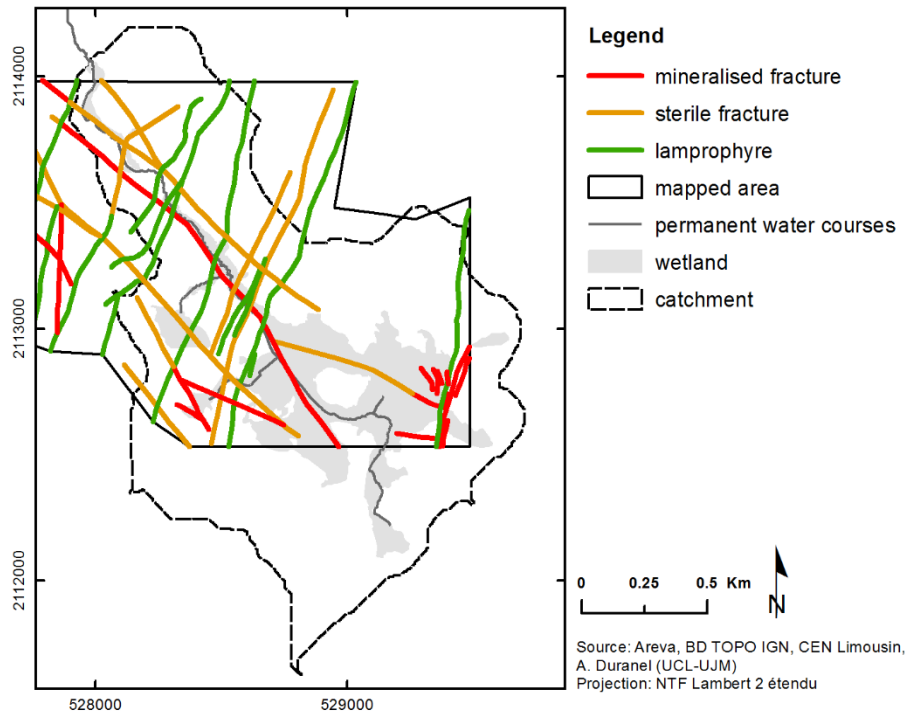 2114000
2113000
2112000
528000
529000
Legend
mineralised fracture
sterile fracture
lamprophyre
mapped area
permanent water courses
wetland
catchment
0 0.25 0.5 Km
N
Source: Areva, BD TOPO IGN, CEN Limousin,
A. Duranel (UCL-UJM)
Projection: NTF Lambert 2 étendu